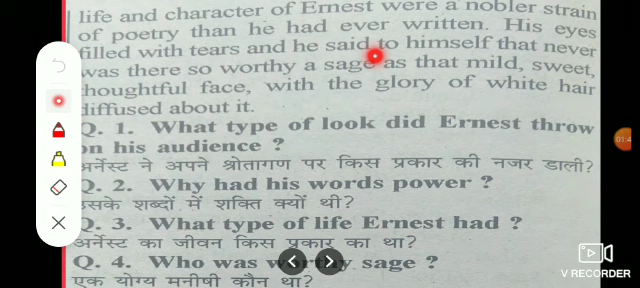 life and character of Ernest were a nobler strain
of poetry than he had ever written. His eyes
filled with tears and he said to himself that never
was there so worthy a sage as that mild, sweet,
thoughtful face, with the glory of white hair
diffused about it.
Q. 1. What type of look did Ernest throw
on his audience ?
अर्नेस्ट ने अपने श्रोतागण पर किस प्रकार की नजर डाली?
Q. 2. Why had his words power ?
उसके शब्दों में शक्ति क्यों थी?
Q. 3. What type of life Ernest had ?
अर्नेस्ट का जीवन किस प्रकार का था?
Q. 4. Who was worthy sage ?
एक योग्य मनीषी कौन था?
01:4
V RECORDER